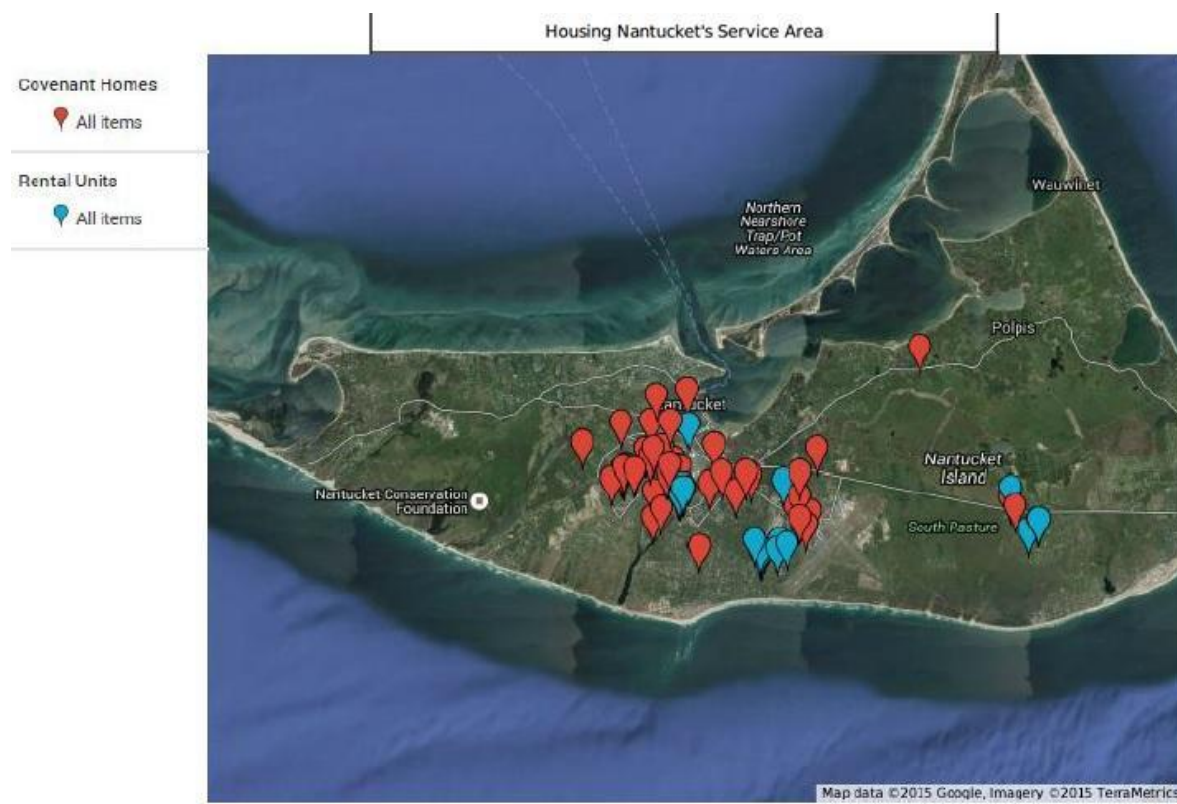 Housing Nantucket's Service Area
Covenant Homes
All items
Rental Units
All items
Wauwinet
Northern
Nearshore
Trap/Pot
Waters Area
Polpis
Nantucket
Nantucket
Island
Nantucket Conservation
Foundation
South Pasture
Map data ©2015 Google, Imagery ©2015 TerraMetrics